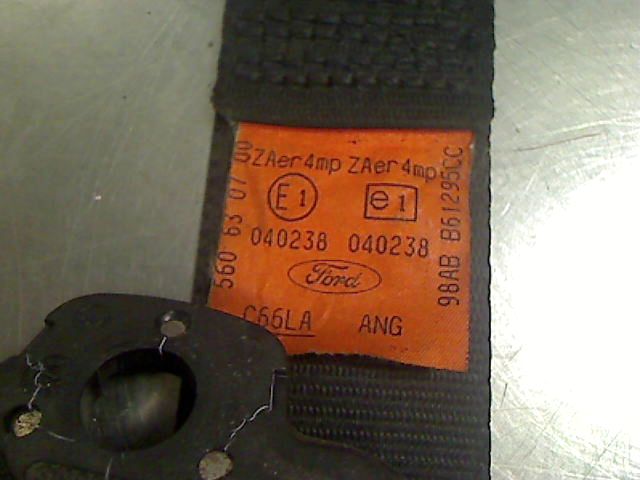 ZAer4mp ZAer4mp
E1 e1
040238 040238
Ford
C66LA ANG
560 63 07 00
98AB B61295CC